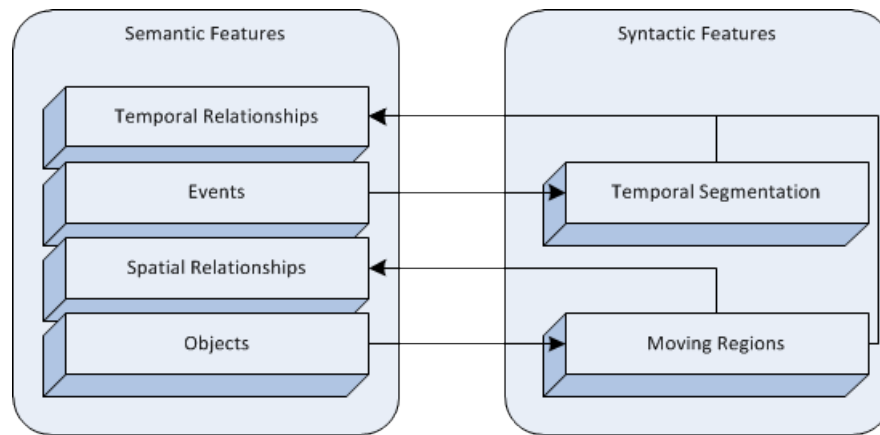 Semantic Features
Temporal Relationships
Events
Spatial Relationships
Objects
Syntactic Features
Temporal Segmentation
Moving Regions